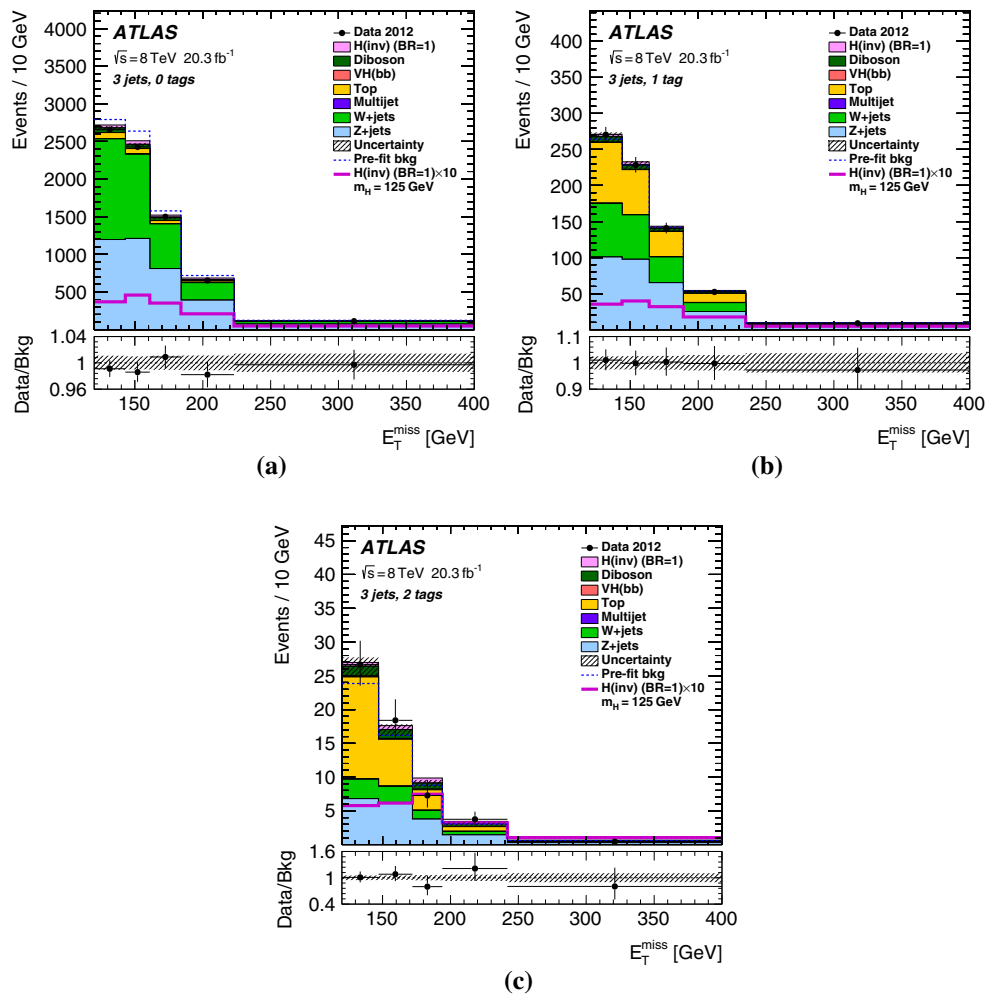 ATLAS
√s = 8 TeV 20.3 fb⁻¹
3 jets, 0 tags
Data 2012
H(inv) (BR=1)
Diboson
VH(bb)
Top
Multijet
W+jets
Z+jets
Uncertainty
Pre-fit bkg
H(inv) (BR=1)×10
m_H = 125 GeV
Events / 10 GeV
4000
3500
3000
2500
2000
1500
1000
500
Data/Bkg
1.04
1
0.96
150 200 250 300 350 400
E_T^miss [GeV]
(a)
ATLAS
√s = 8 TeV 20.3 fb⁻¹
3 jets, 1 tag
Data 2012
H(inv) (BR=1)
Diboson
VH(bb)
Top
Multijet
W+jets
Z+jets
Uncertainty
Pre-fit bkg
H(inv) (BR=1)×10
m_H = 125 GeV
Events / 10 GeV
400
350
300
250
200
150
100
50
Data/Bkg
1.1
1
0.9
150 200 250 300 350 400
E_T^miss [GeV]
(b)
ATLAS
√s = 8 TeV 20.3 fb⁻¹
3 jets, 2 tags
Data 2012
H(inv) (BR=1)
Diboson
VH(bb)
Top
Multijet
W+jets
Z+jets
Uncertainty
Pre-fit bkg
H(inv) (BR=1)×10
m_H = 125 GeV
Events / 10 GeV
45
40
35
30
25
20
15
10
5
Data/Bkg
1.6
1
0.4
150 200 250 300 350 400
E_T^miss [GeV]
(c)